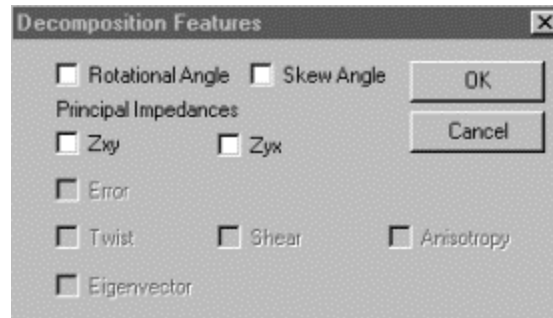 Decomposition Features
Rotational Angle Skew Angle OK
Principal Impedances
Cancel
Zxy Zyx
Error
Twist Shear Anisotropy
Eigenvector